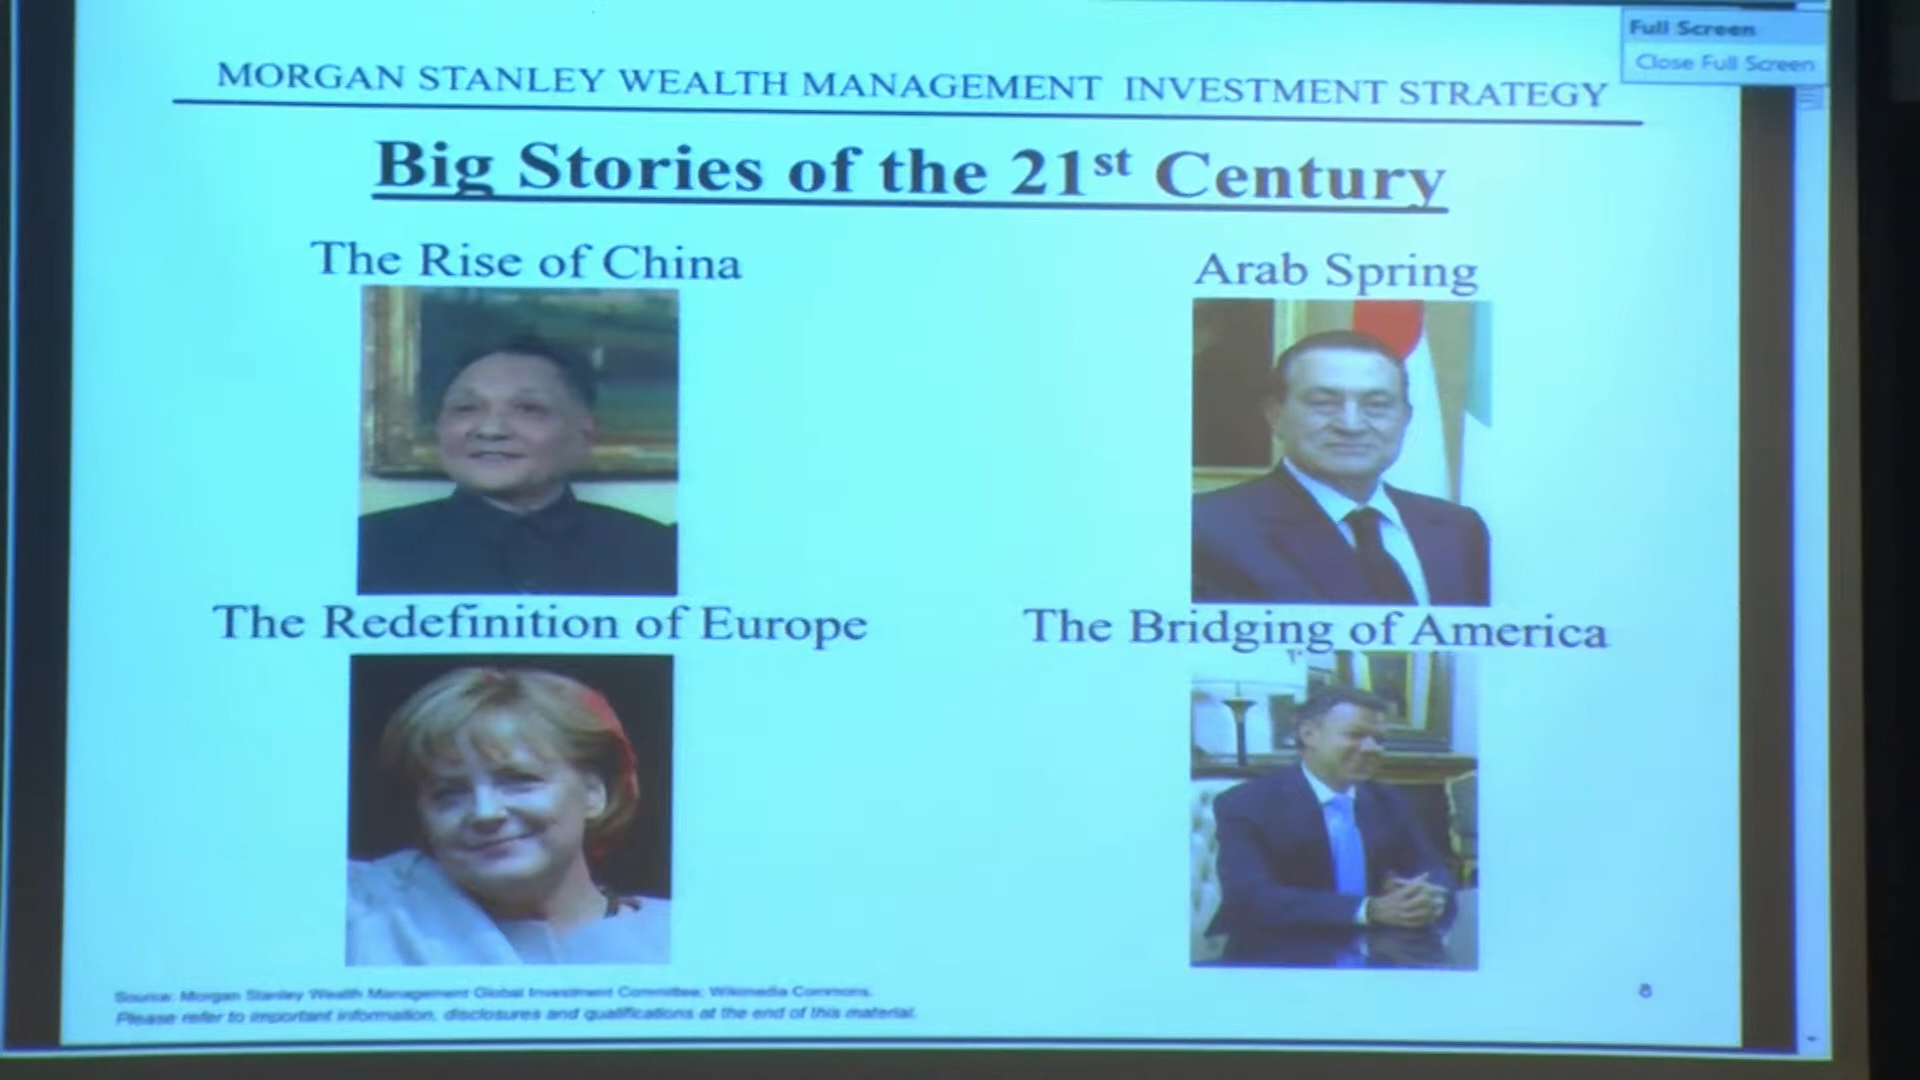 Full Screen
Close Full Screen
MORGAN STANLEY WEALTH MANAGEMENT INVESTMENT STRATEGY
Big Stories of the 21st Century
The Rise of China
Arab Spring
The Redefinition of Europe
The Bridging of America
Source: Morgan Stanley Wealth Management Global Investment Committee; Wikimedia Commons.
Please refer to important information, disclosures and qualifications at the end of this material.
8